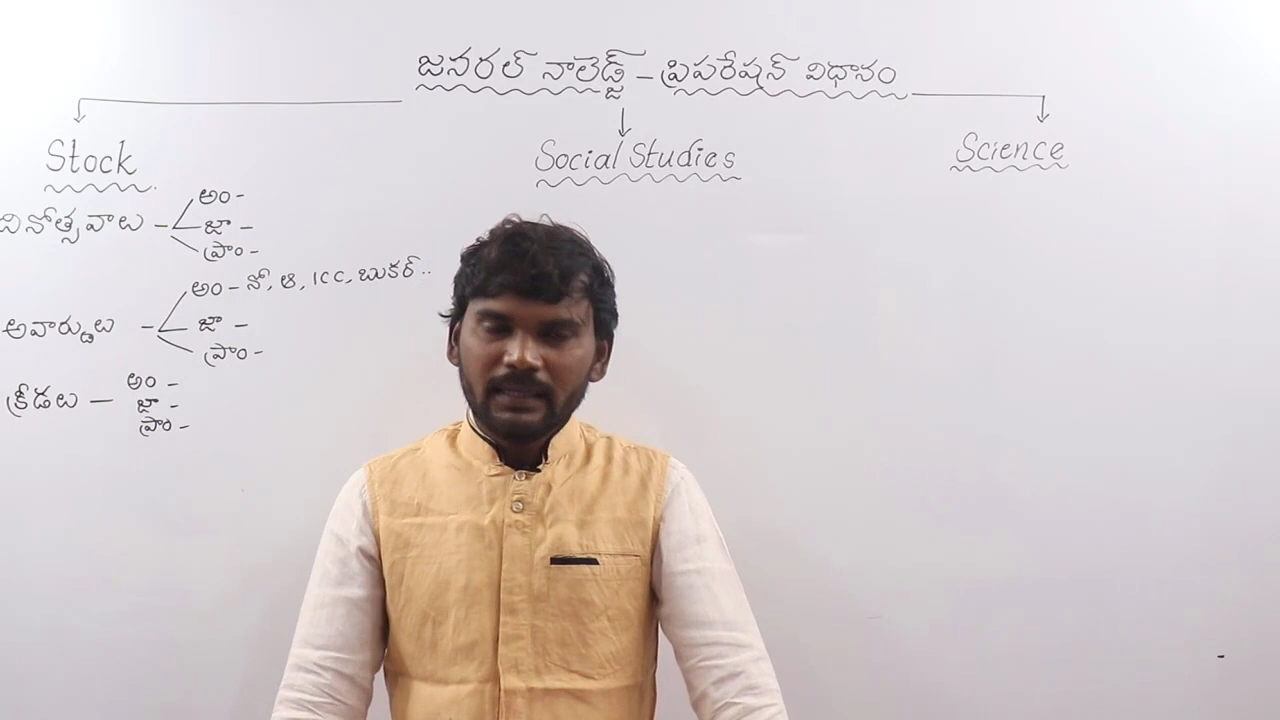 జనరల్ నాలెడ్జ్ - ప్రిపరేషన్ విధానం
Stock
Social Studies
Science
దినోత్సవాలు - అం -
జా -
ప్రాం -
అవార్డులు - అం - నో, ఆ, ICC, బుకర్..
జా -
ప్రాం -
క్రీడలు - అం -
జా -
ప్రాం -